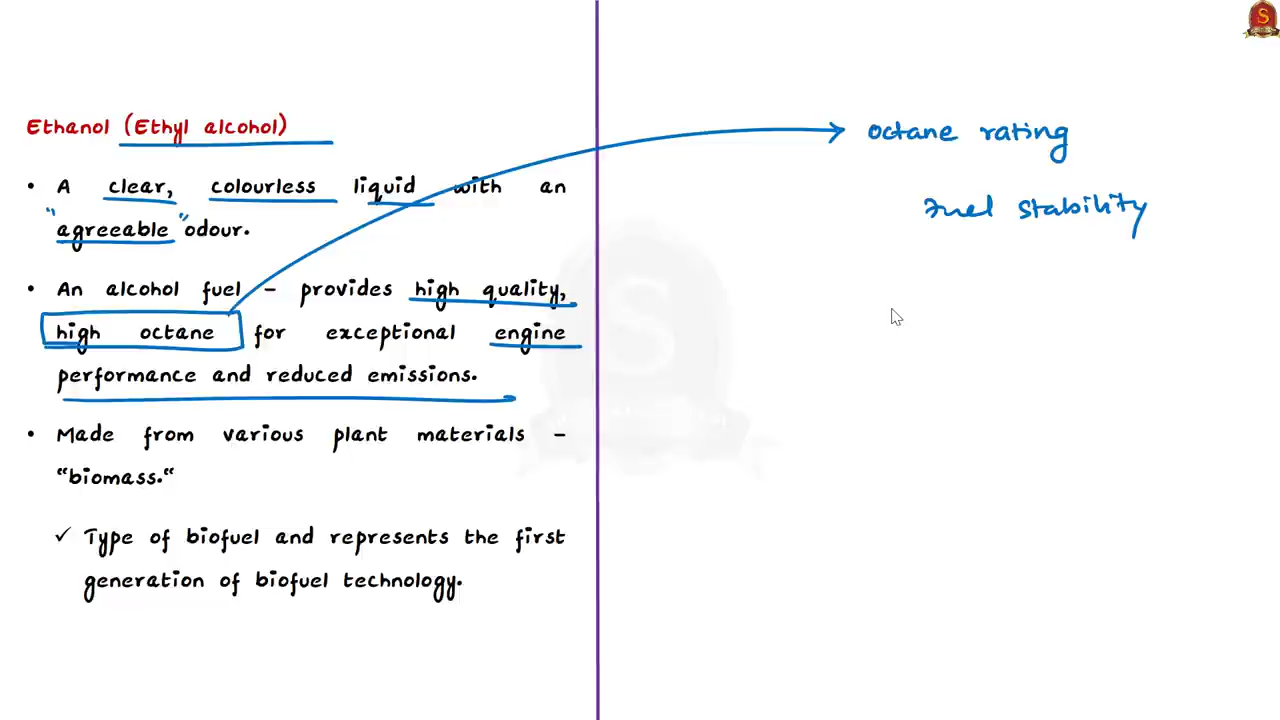 Ethanol (Ethyl alcohol)
• A clear, colourless liquid with an
"agreeable" odour.
• An alcohol fuel - provides high quality,
high octane for exceptional engine
performance and reduced emissions.
• Made from various plant materials -
"biomass."
✓ Type of biofuel and represents the first
generation of biofuel technology.
octane rating
Fuel stability
S